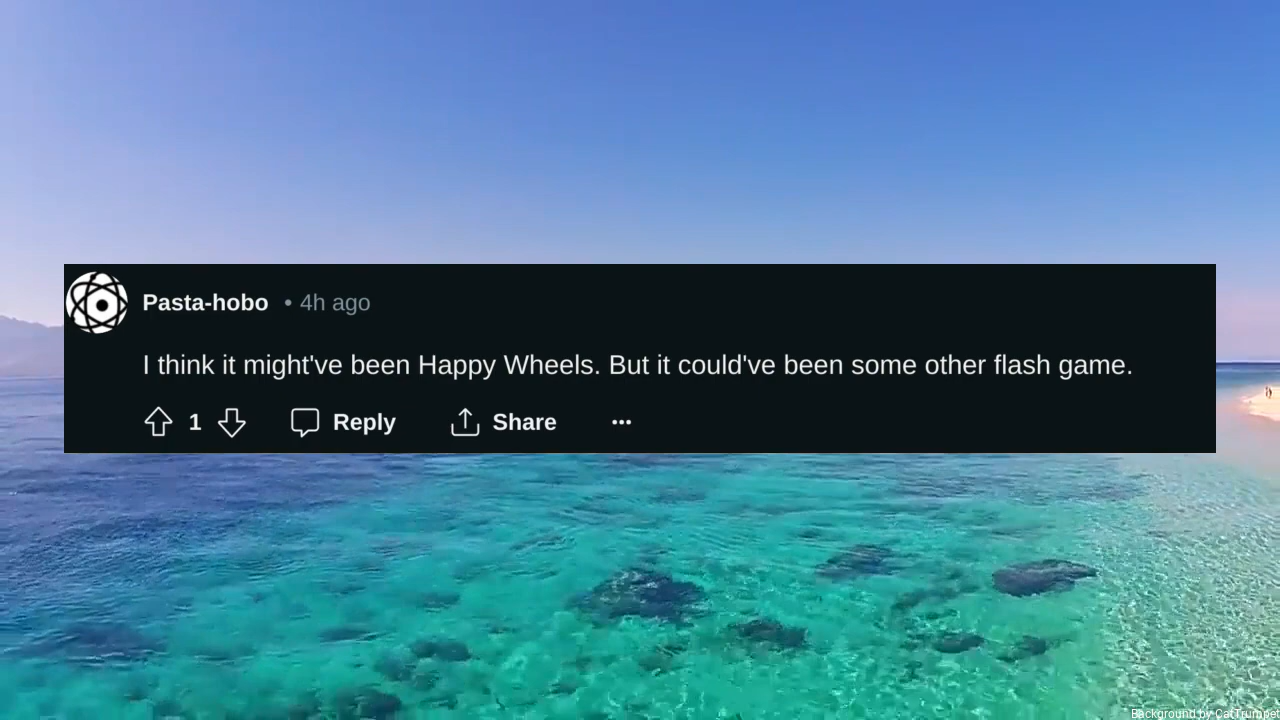 Pasta-hobo • 4h ago
I think it might've been Happy Wheels. But it could've been some other flash game.
1 Reply Share ...
Background by CatTrumpet